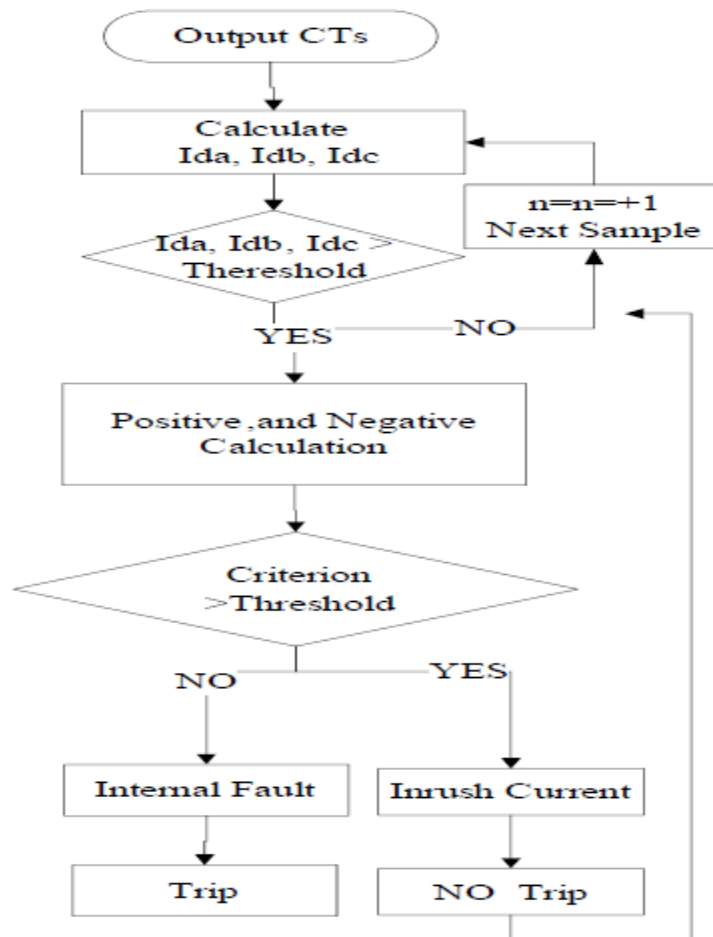 Output CTs
Calculate
Ida, Idb, Idc
n=n=+1
Next Sample
Ida, Idb, Idc >
Thereshold
YES
NO
Positive ,and Negative
Calculation
Criterion
>Threshold
NO
YES
Internal Fault
Inrush Current
Trip
NO Trip